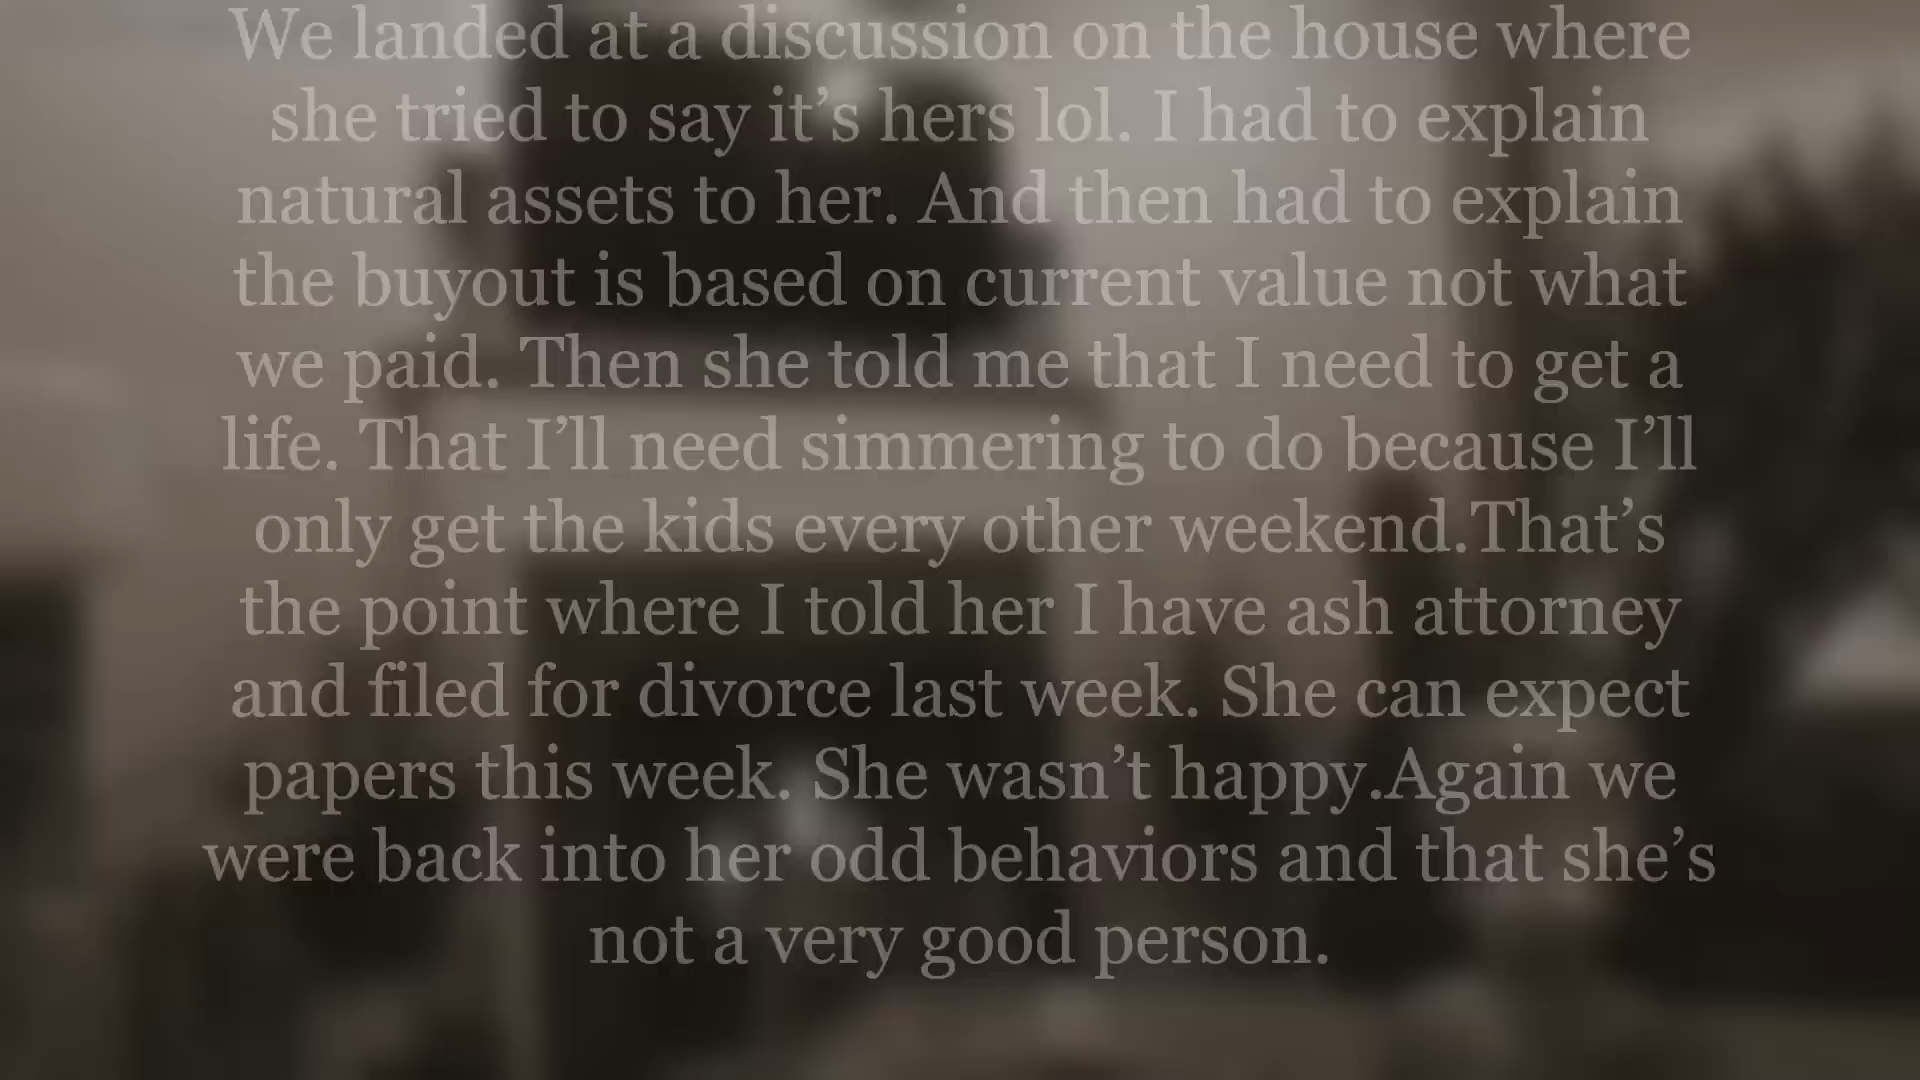 We landed at a discussion on the house where
she tried to say it’s hers lol. I had to explain
natural assets to her. And then had to explain
the buyout is based on current value not what
we paid. Then she told me that I need to get a
life. That I’ll need simmering to do because I’ll
only get the kids every other weekend.That’s
the point where I told her I have ash attorney
and filed for divorce last week. She can expect
papers this week. She wasn’t happy.Again we
were back into her odd behaviors and that she’s
not a very good person.